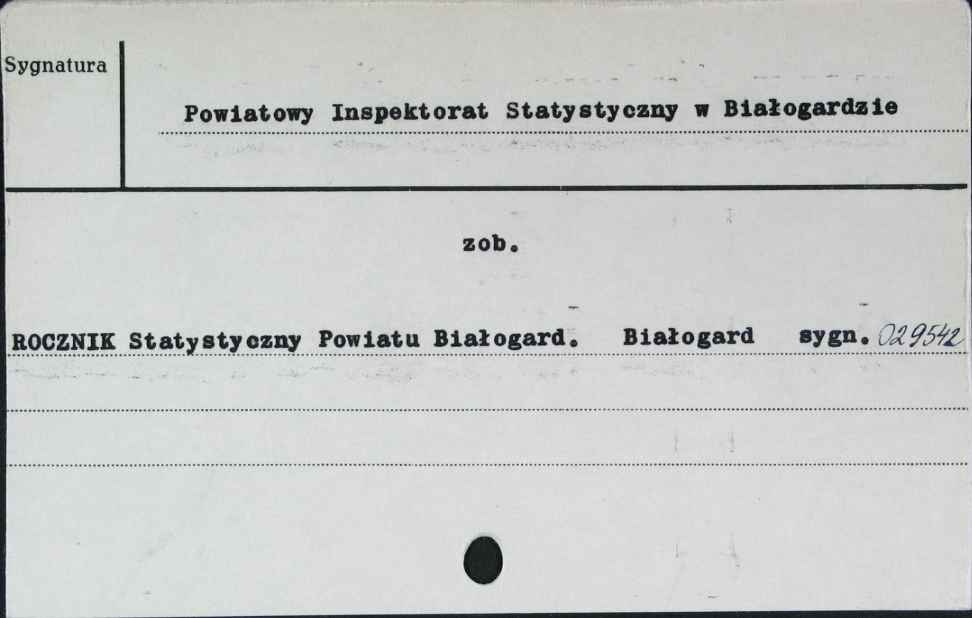 Sygnatura
Powiatowy Inspektorat Statystyczny w Białogardzie
zob.
ROCZNIK Statystyczny Powiatu Białogard. Białogard sygn. 029542